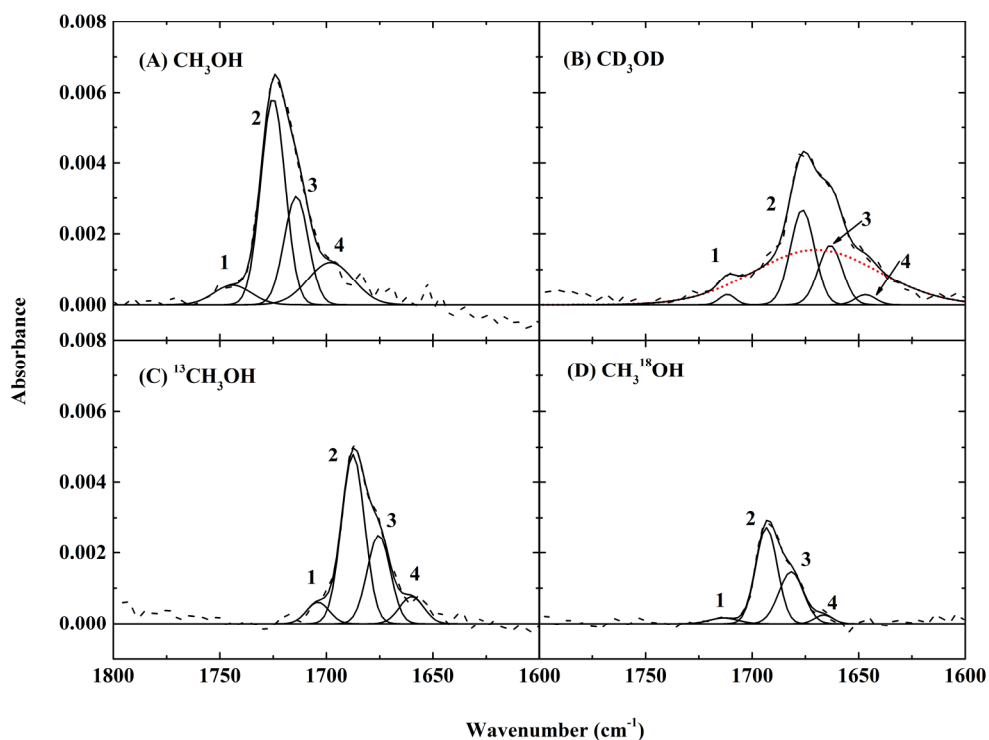 (A) CH₃OH
(B) CD₃OD
(C) ¹³CH₃OH
(D) CH₃¹⁸OH
Absorbance
0.008
0.006
0.004
0.002
0.000
0.008
0.006
0.004
0.002
0.000
1 2 3 4
1 2 3 4
1 2 3 4
1 2 3 4
1800 1750 1700 1650 1600 1750 1700 1650 1600
Wavenumber (cm⁻¹)